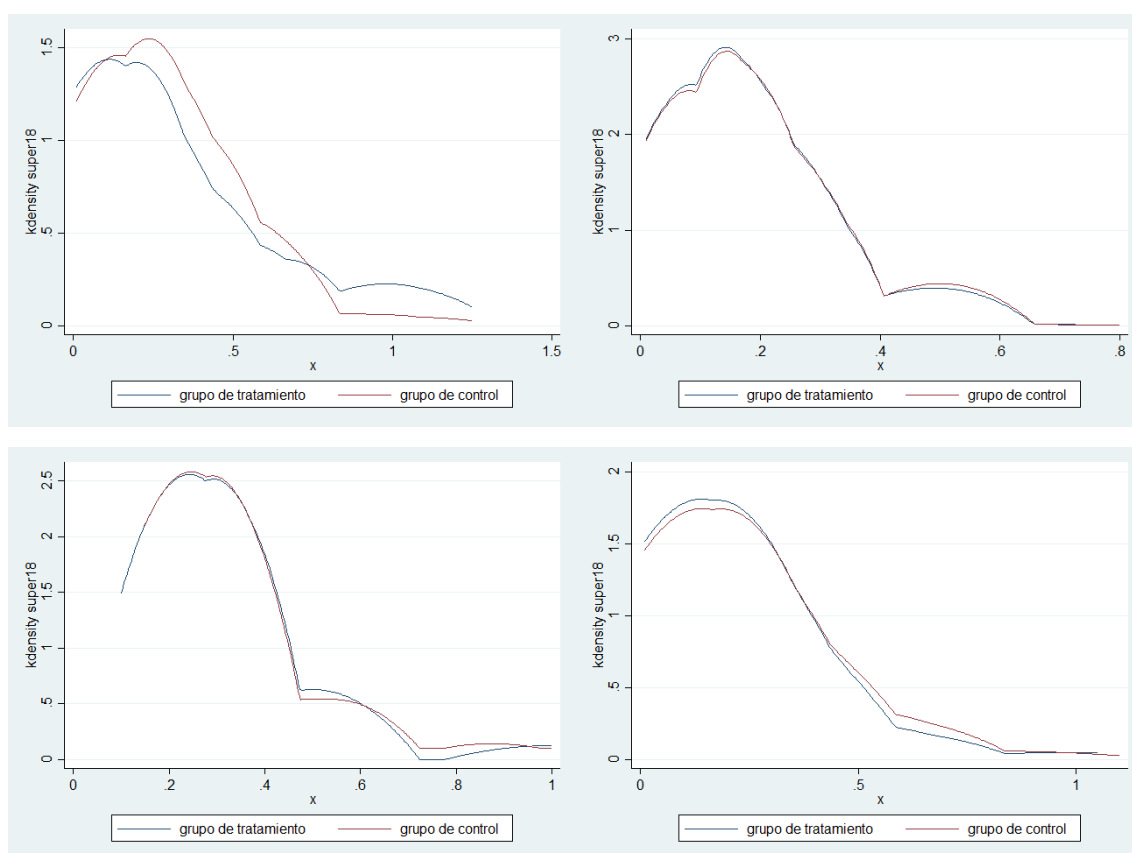 kdensity super18
0 .5 1 1.5
0 .5 1 1.5
x
grupo de tratamiento grupo de control
kdensity super18
0 1 2 3
0 .2 .4 .6 .8
x
grupo de tratamiento grupo de control
kdensity super18
0 .5 1 1.5 2 2.5
0 .2 .4 .6 .8 1
x
grupo de tratamiento grupo de control
kdensity super18
0 .5 1 1.5 2
0 .5 1
x
grupo de tratamiento grupo de control